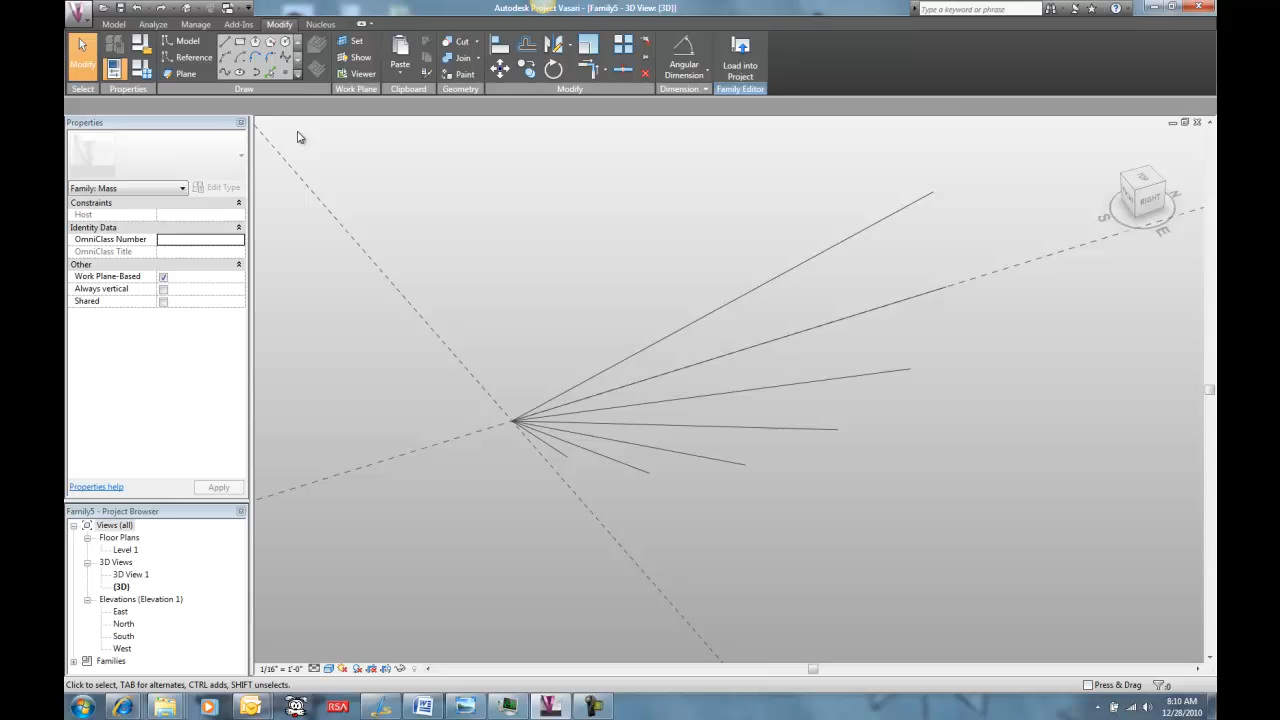 Autodesk Project Vasari - [Family5 - 3D View: {3D}]
Type a keyword or phrase
Model Analyze Manage Add-Ins Modify Nucleus
Modify
Model
Reference
Plane
Set
Show
Viewer
Paste
Cut
Join
Paint
Angular
Dimension
Load into
Project
Select Properties Draw Work Plane Clipboard Geometry Modify Dimension Family Editor
Properties
Family: Mass
Edit Type
Constraints
Host
Identity Data
OmniClass Number
OmniClass Title
Other
Work Plane-Based
Always vertical
Shared
Properties help
Apply
Family5 - Project Browser
Views (all)
Floor Plans
Level 1
3D Views
3D View 1
{3D}
Elevations (Elevation 1)
East
North
South
West
Families
TOP
RIGHT
N
S
E
1/16" = 1'-0"
Click to select, TAB for alternates, CTRL adds, SHIFT unselects.
Press & Drag
:0
RSA
8:10 AM
12/28/2010